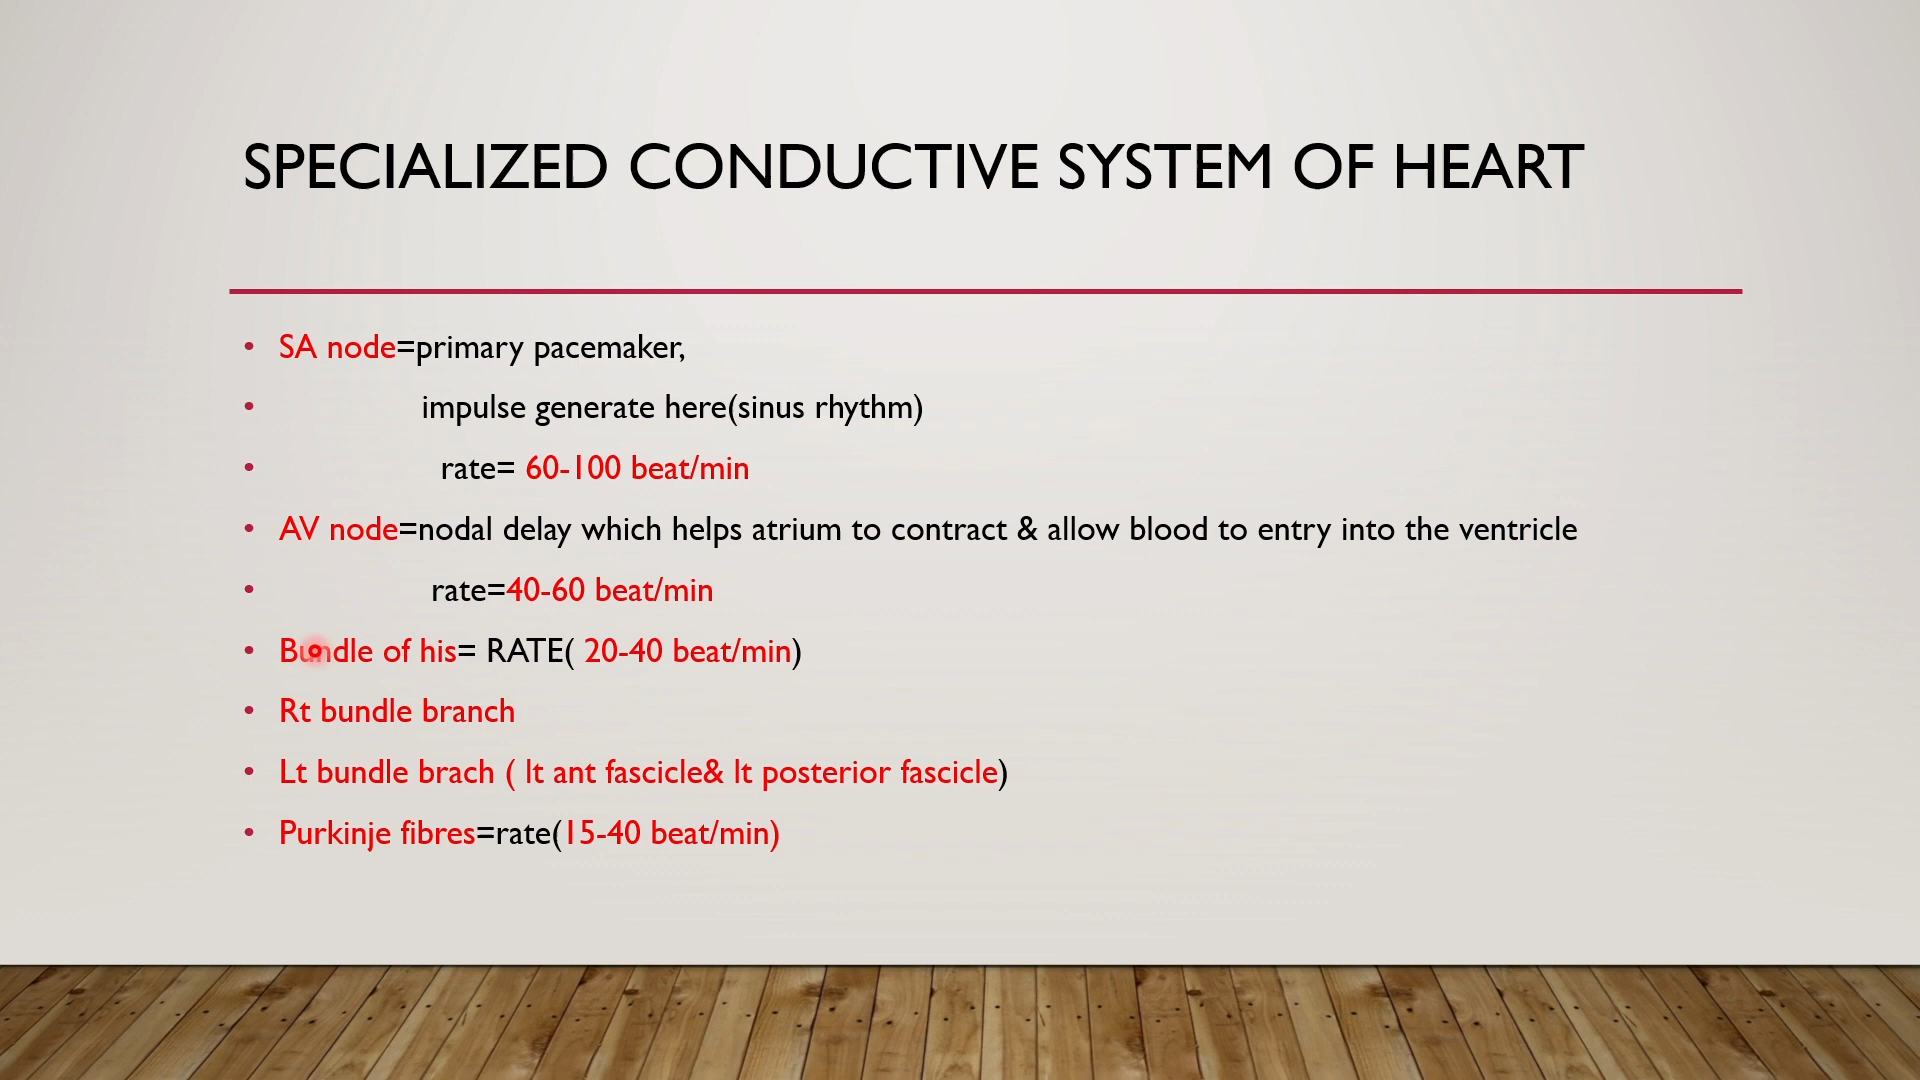 SPECIALIZED CONDUCTIVE SYSTEM OF HEART
• SA node=primary pacemaker,
• impulse generate here(sinus rhythm)
• rate= 60-100 beat/min
• AV node=nodal delay which helps atrium to contract & allow blood to entry into the ventricle
• rate=40-60 beat/min
• Bundle of his= RATE( 20-40 beat/min)
• Rt bundle branch
• Lt bundle brach ( lt ant fascicle& lt posterior fascicle)
• Purkinje fibres=rate(15-40 beat/min)